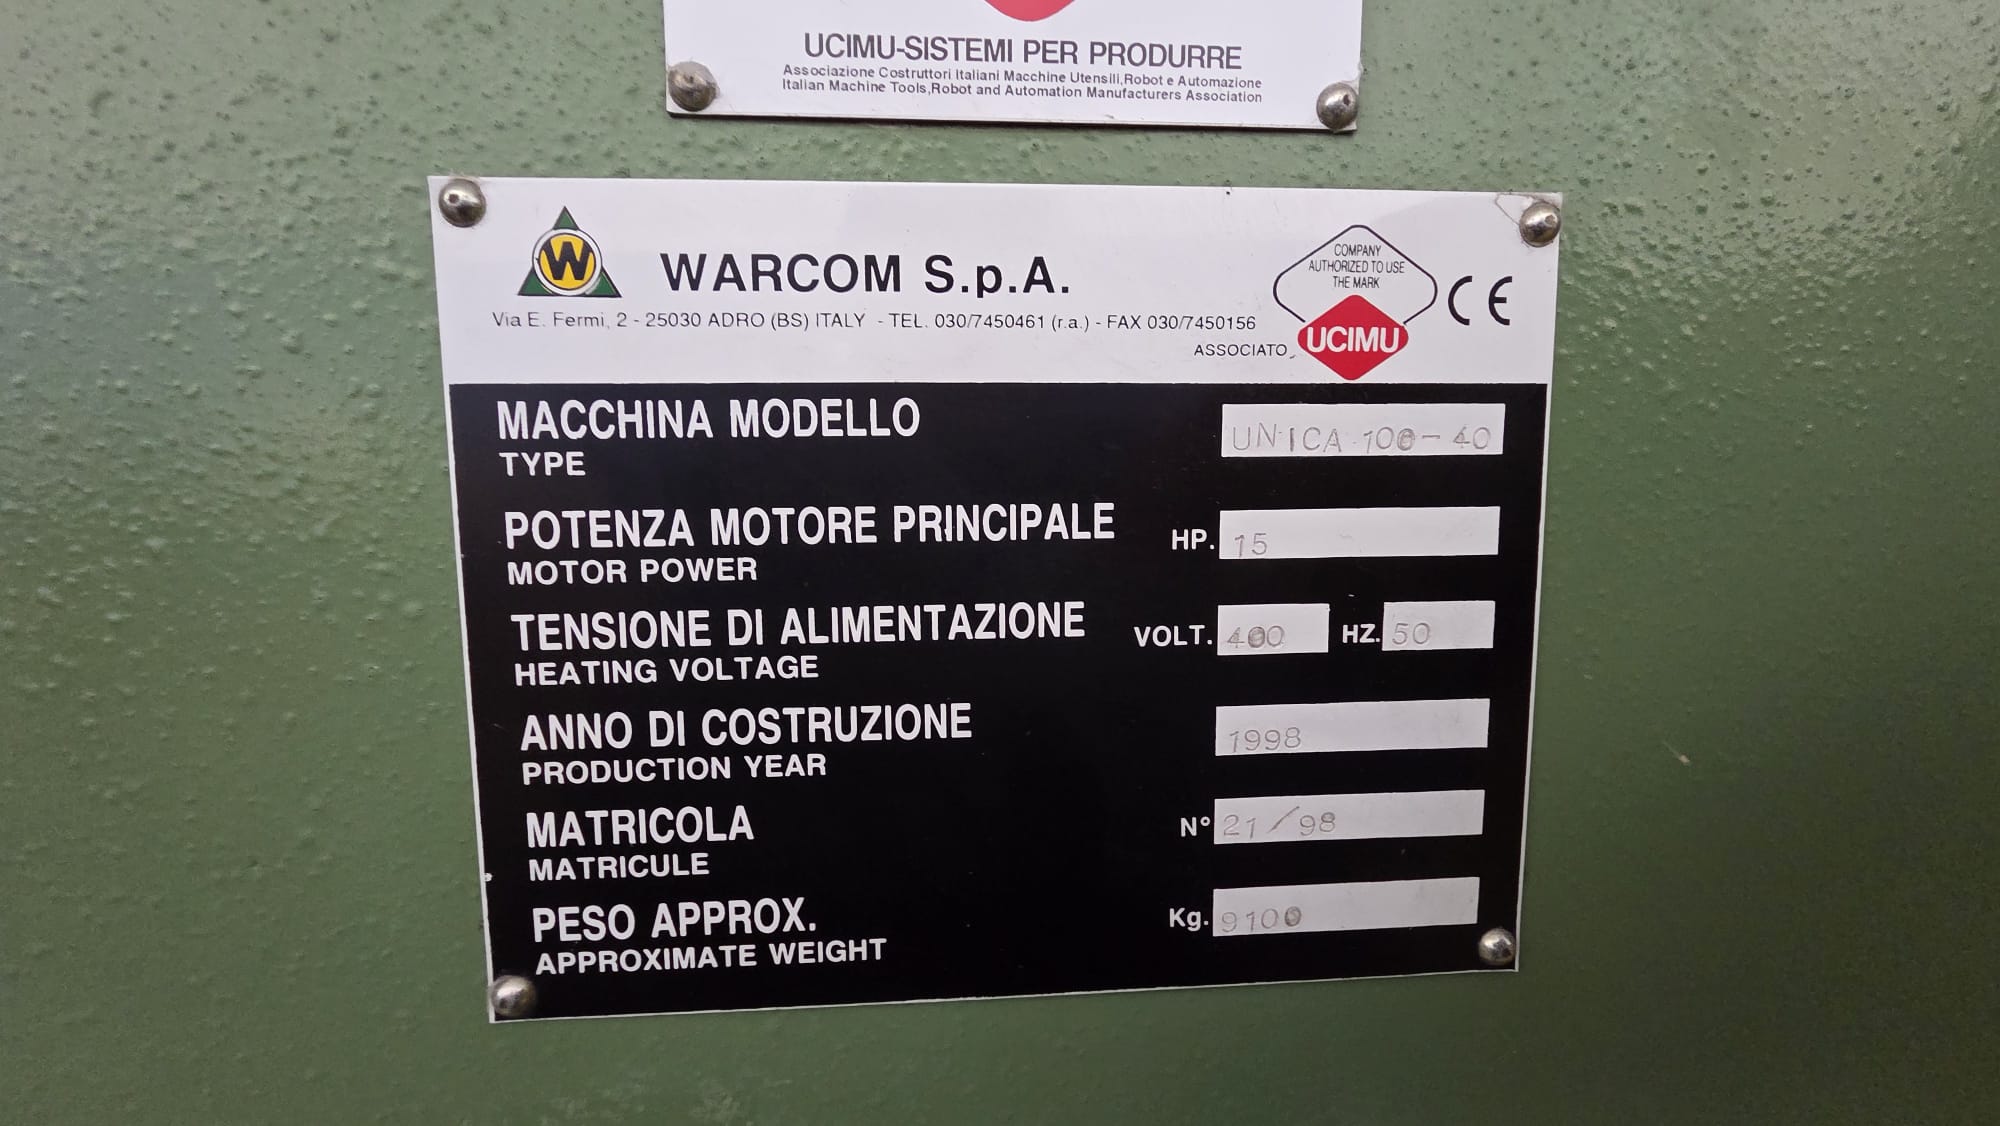 UCIMU-SISTEMI PER PRODURRE
Associazione Costruttori Italiani Macchine Utensili,Robot e Automazione
Italian Machine Tools,Robot and Automation Manufacturers Association
W
WARCOM S.p.A.
Via E. Fermi, 2 - 25030 ADRO (BS) ITALY - TEL. 030/7450461 (r.a.) - FAX 030/7450156
ASSOCIATO
COMPANY
AUTHORIZED TO USE
THE MARK
UCIMU
CE
MACCHINA MODELLO
TYPE
UNICA 100-40
POTENZA MOTORE PRINCIPALE
MOTOR POWER
HP. 15
TENSIONE DI ALIMENTAZIONE
HEATING VOLTAGE
VOLT. 400 HZ. 50
ANNO DI COSTRUZIONE
PRODUCTION YEAR
1998
MATRICOLA
MATRICULE
N° 21/98
PESO APPROX.
APPROXIMATE WEIGHT
Kg. 9100